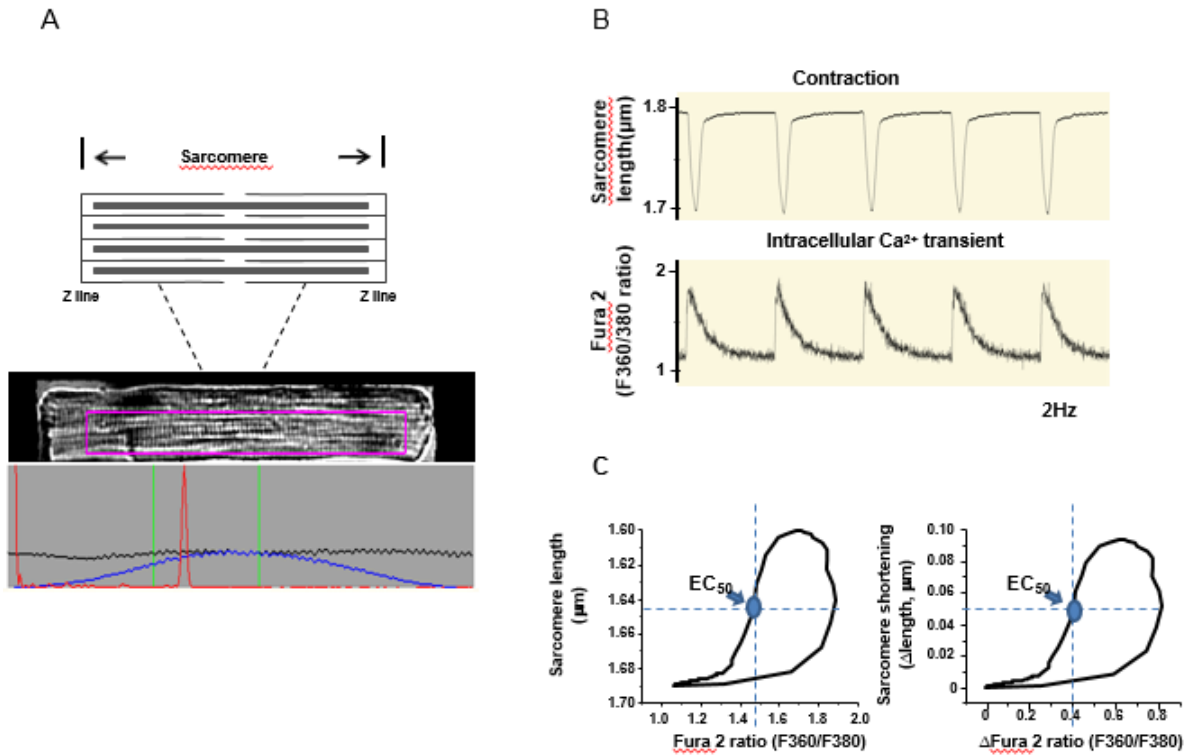 A
Sarcomere
Z line
Z line
B
Contraction
Sarcomere
length(µm)
1.8
1.7
Intracellular Ca²⁺ transient
Fura 2
(F360/380 ratio)
2
1
2Hz
C
Sarcomere length
(µm)
1.60
1.62
1.64
1.66
1.68
1.70
EC₅₀
1.0 1.2 1.4 1.6 1.8 2.0
Fura 2 ratio (F360/F380)
Sarcomere shortening
(Δlength, µm)
0.10
0.08
0.06
0.04
0.02
0
EC₅₀
0 0.2 0.4 0.6 0.8
ΔFura 2 ratio (F360/F380)